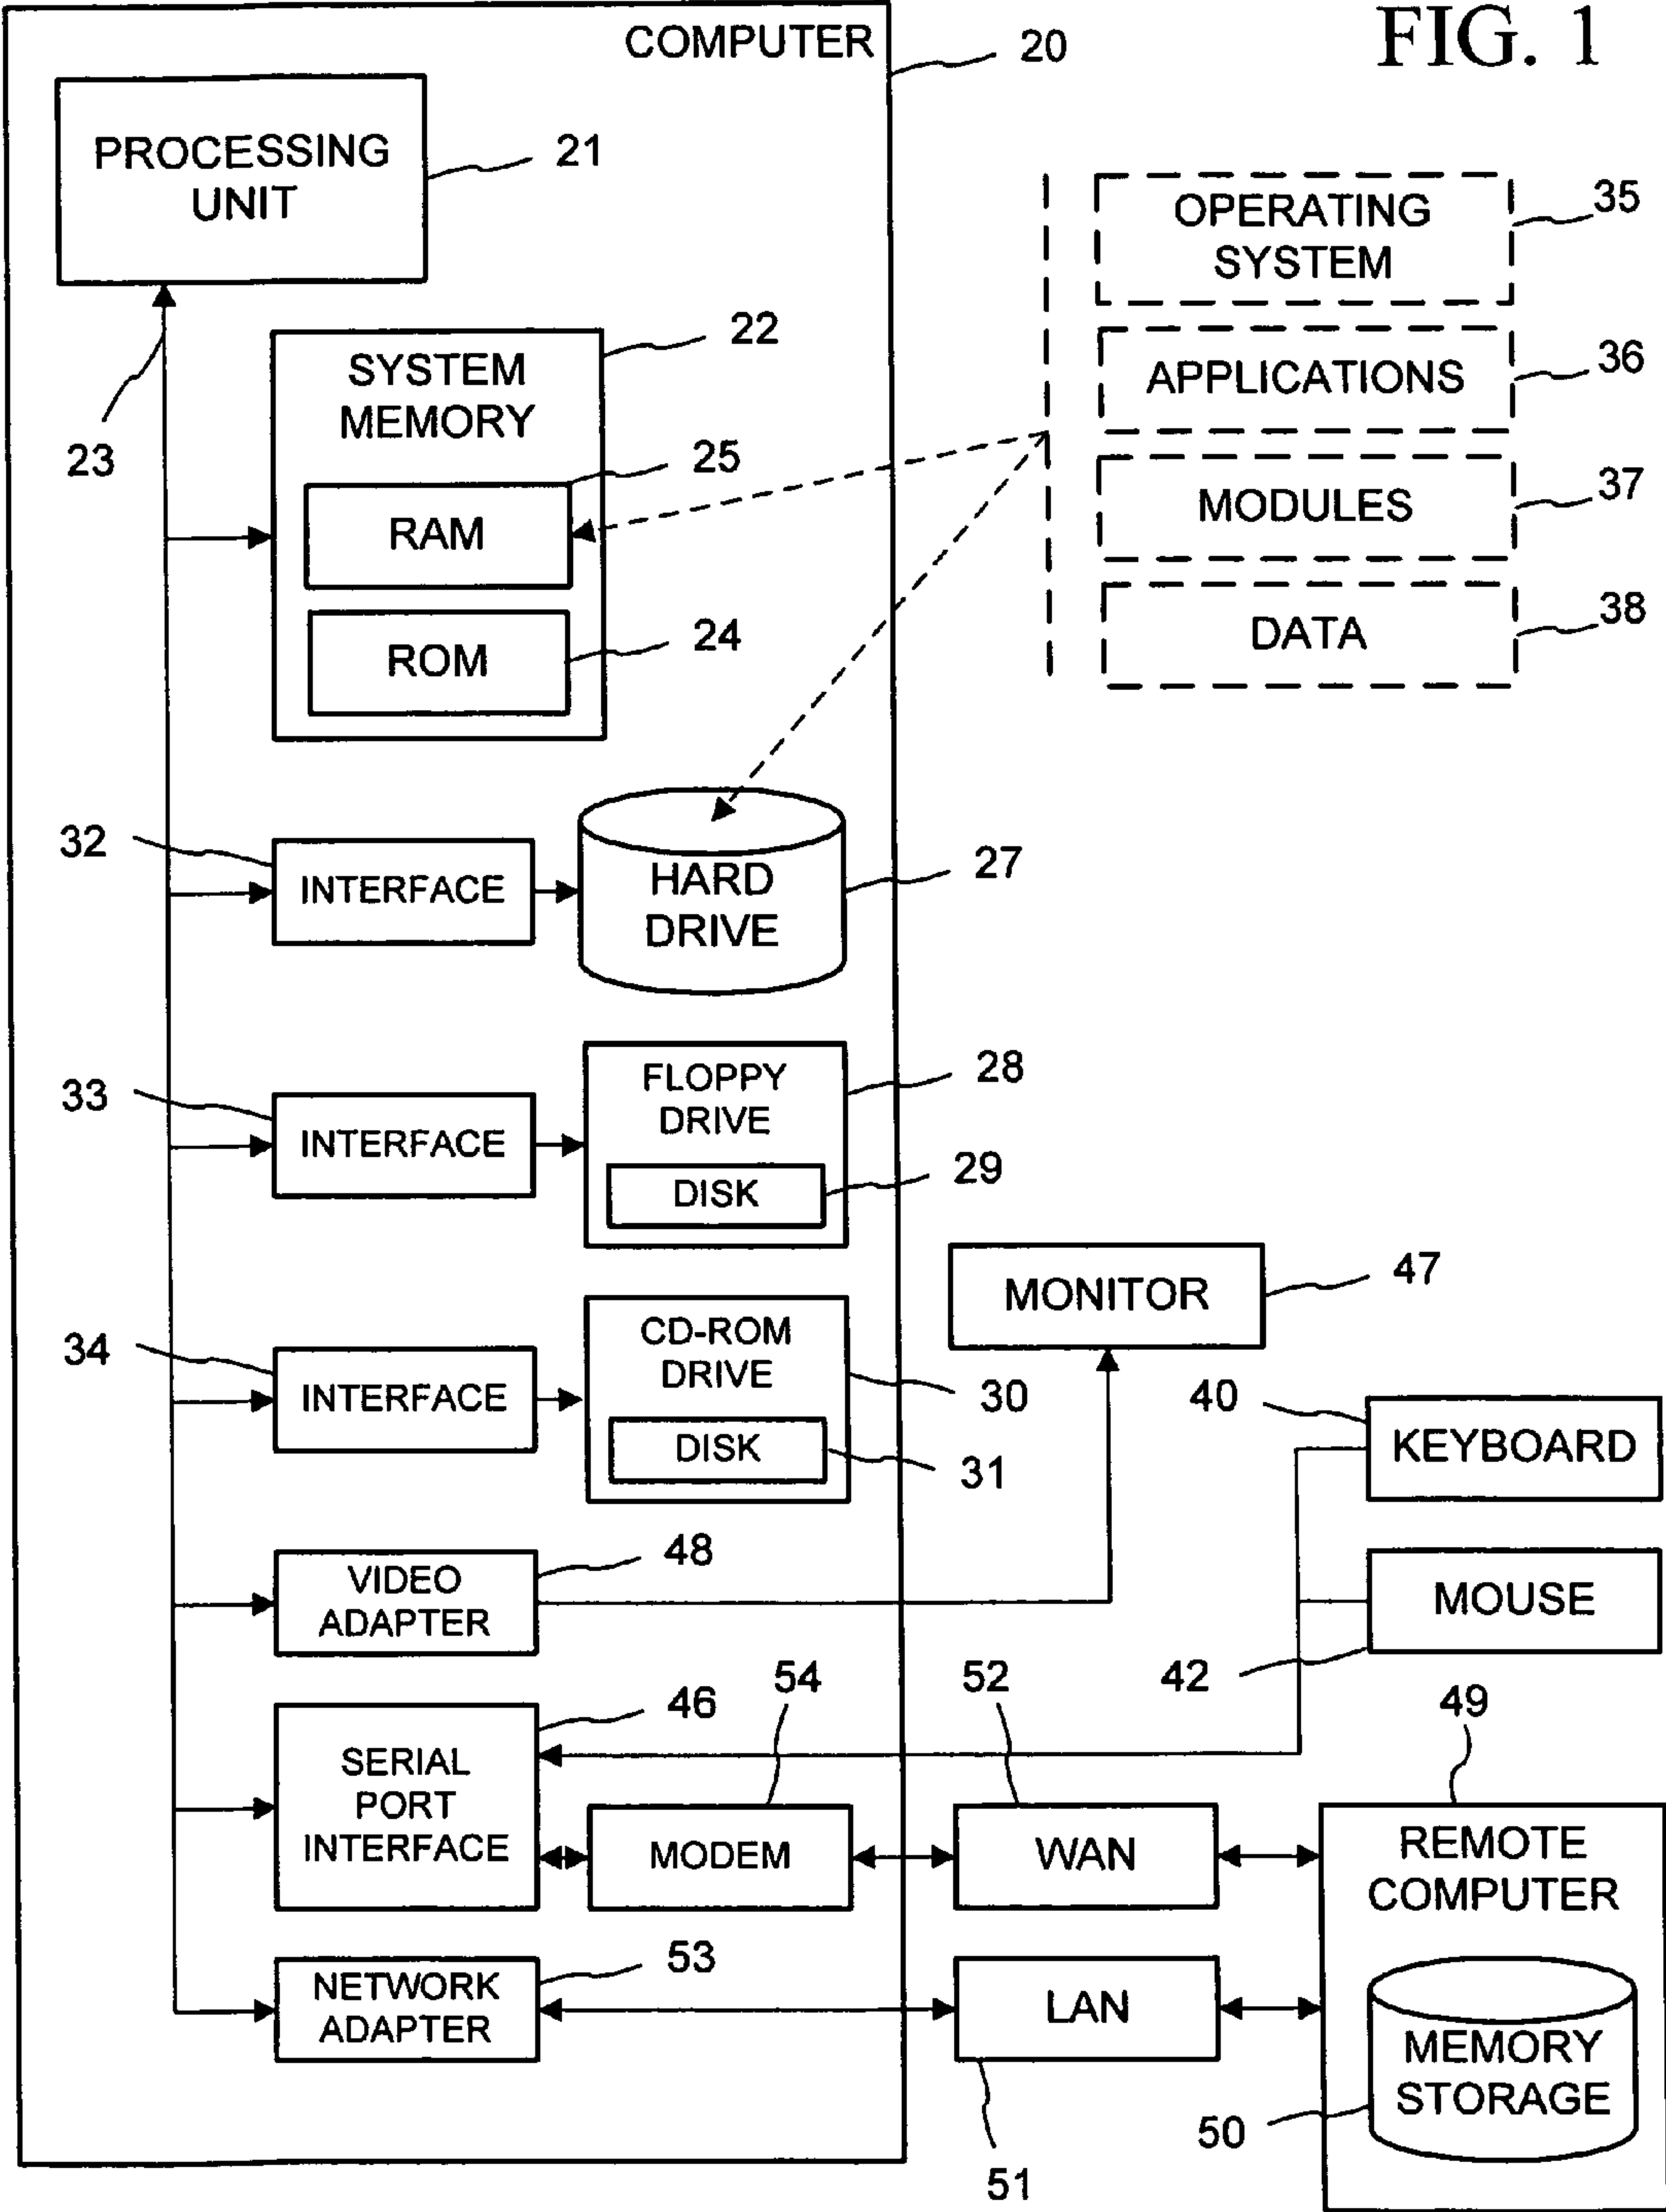 FIG. 1
COMPUTER
20
PROCESSING
UNIT
21
23
SYSTEM
MEMORY
22
RAM
25
ROM
24
OPERATING
SYSTEM
35
APPLICATIONS
36
MODULES
37
DATA
38
32
INTERFACE
HARD
DRIVE
27
33
INTERFACE
FLOPPY
DRIVE
28
DISK
29
34
INTERFACE
CD-ROM
DRIVE
30
DISK
31
MONITOR
47
40
KEYBOARD
MOUSE
42
VIDEO
ADAPTER
48
SERIAL
PORT
INTERFACE
46
54
MODEM
52
WAN
49
REMOTE
COMPUTER
NETWORK
ADAPTER
53
LAN
51
MEMORY
STORAGE
50